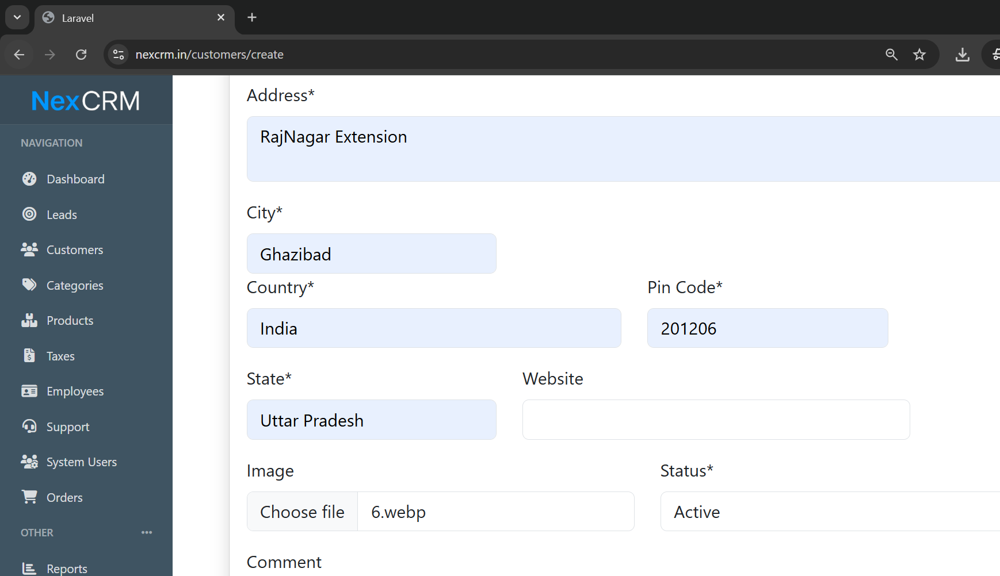 Laravel
nexcrm.in/customers/create
NexCRM
NAVIGATION
Dashboard
Leads
Customers
Categories
Products
Taxes
Employees
Support
System Users
Orders
OTHER
Reports
Address*
RajNagar Extension
City*
Ghazibad
Country* Pin Code*
India 201206
State* Website
Uttar Pradesh
Image Status*
Choose file 6.webp Active
Comment